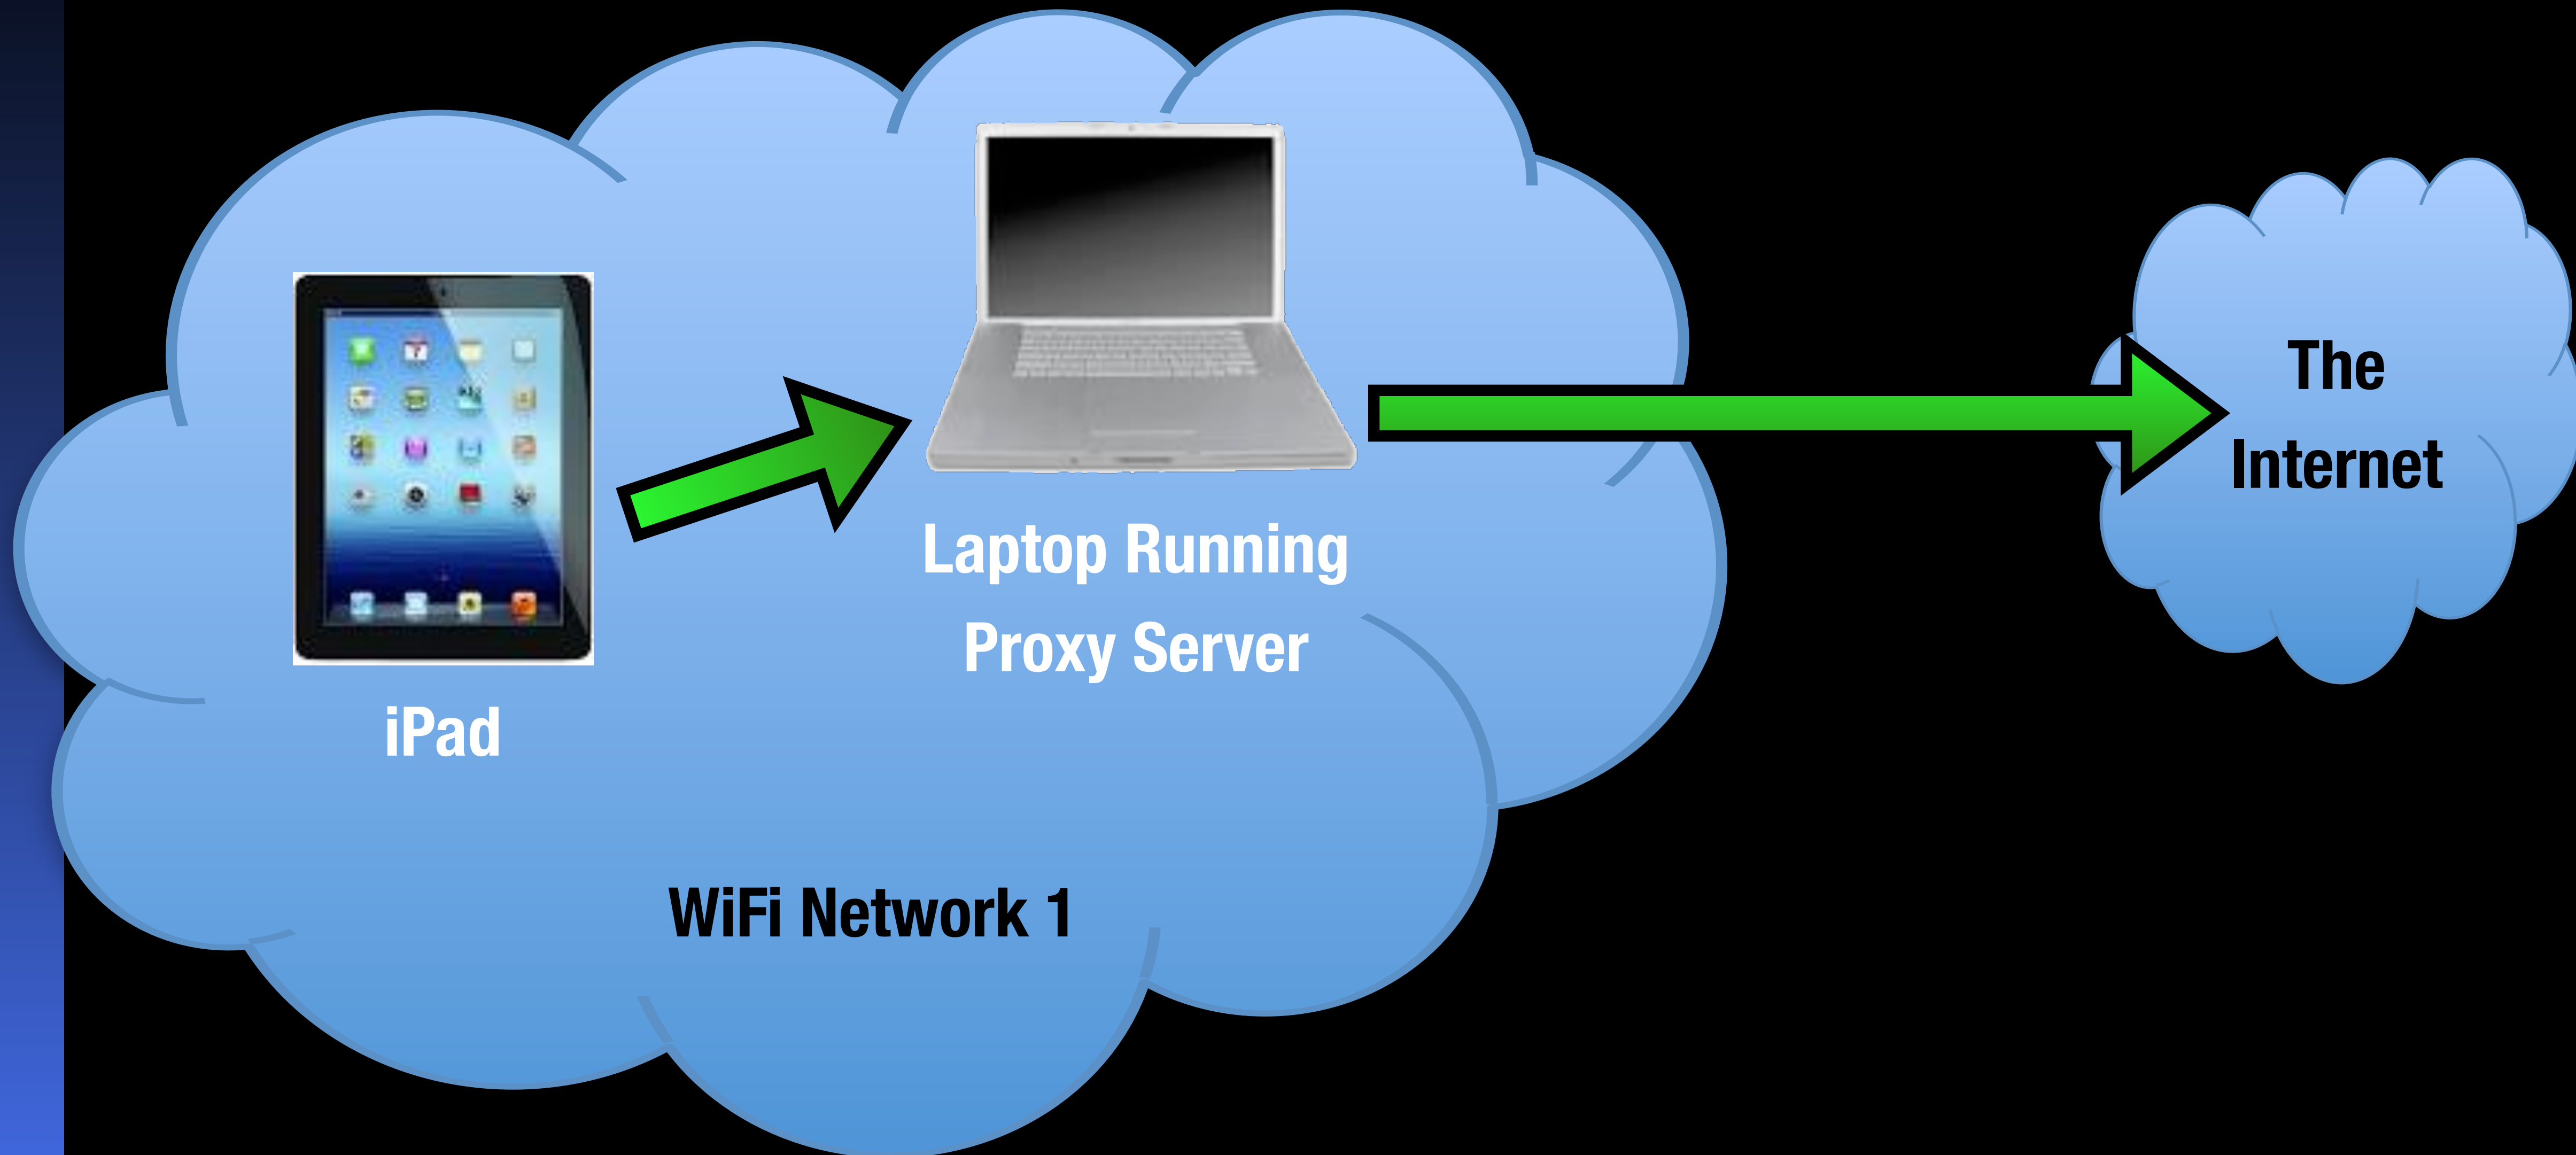 iPad
Laptop Running
Proxy Server
WiFi Network 1
The
Internet